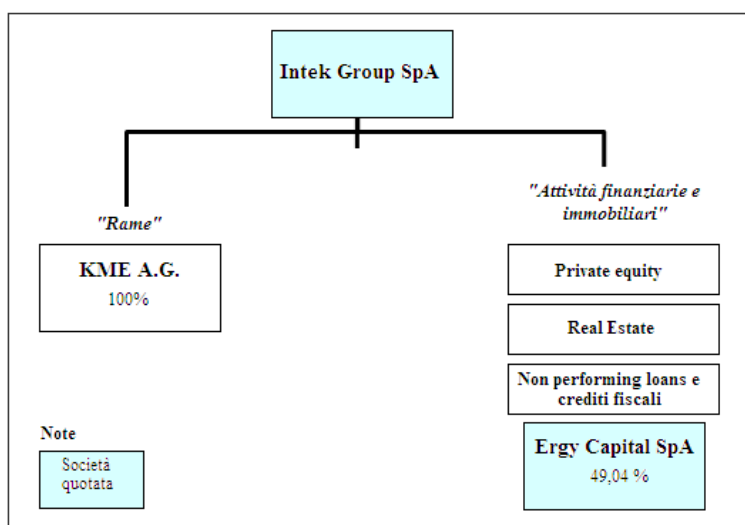 Intek Group SpA
"Rame"
KME A.G.
100%
"Attività finanziarie e
immobiliari"
Private equity
Real Estate
Non performing loans e
crediti fiscali
Ergy Capital SpA
49,04 %
Note
Società
quotata